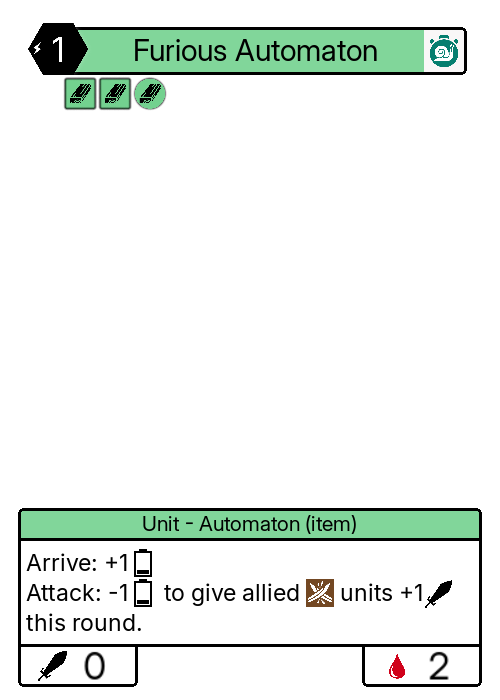 1 Furious Automaton
Unit - Automaton (item)
Arrive: +1
Attack: -1 to give allied units +1
this round.
0 2